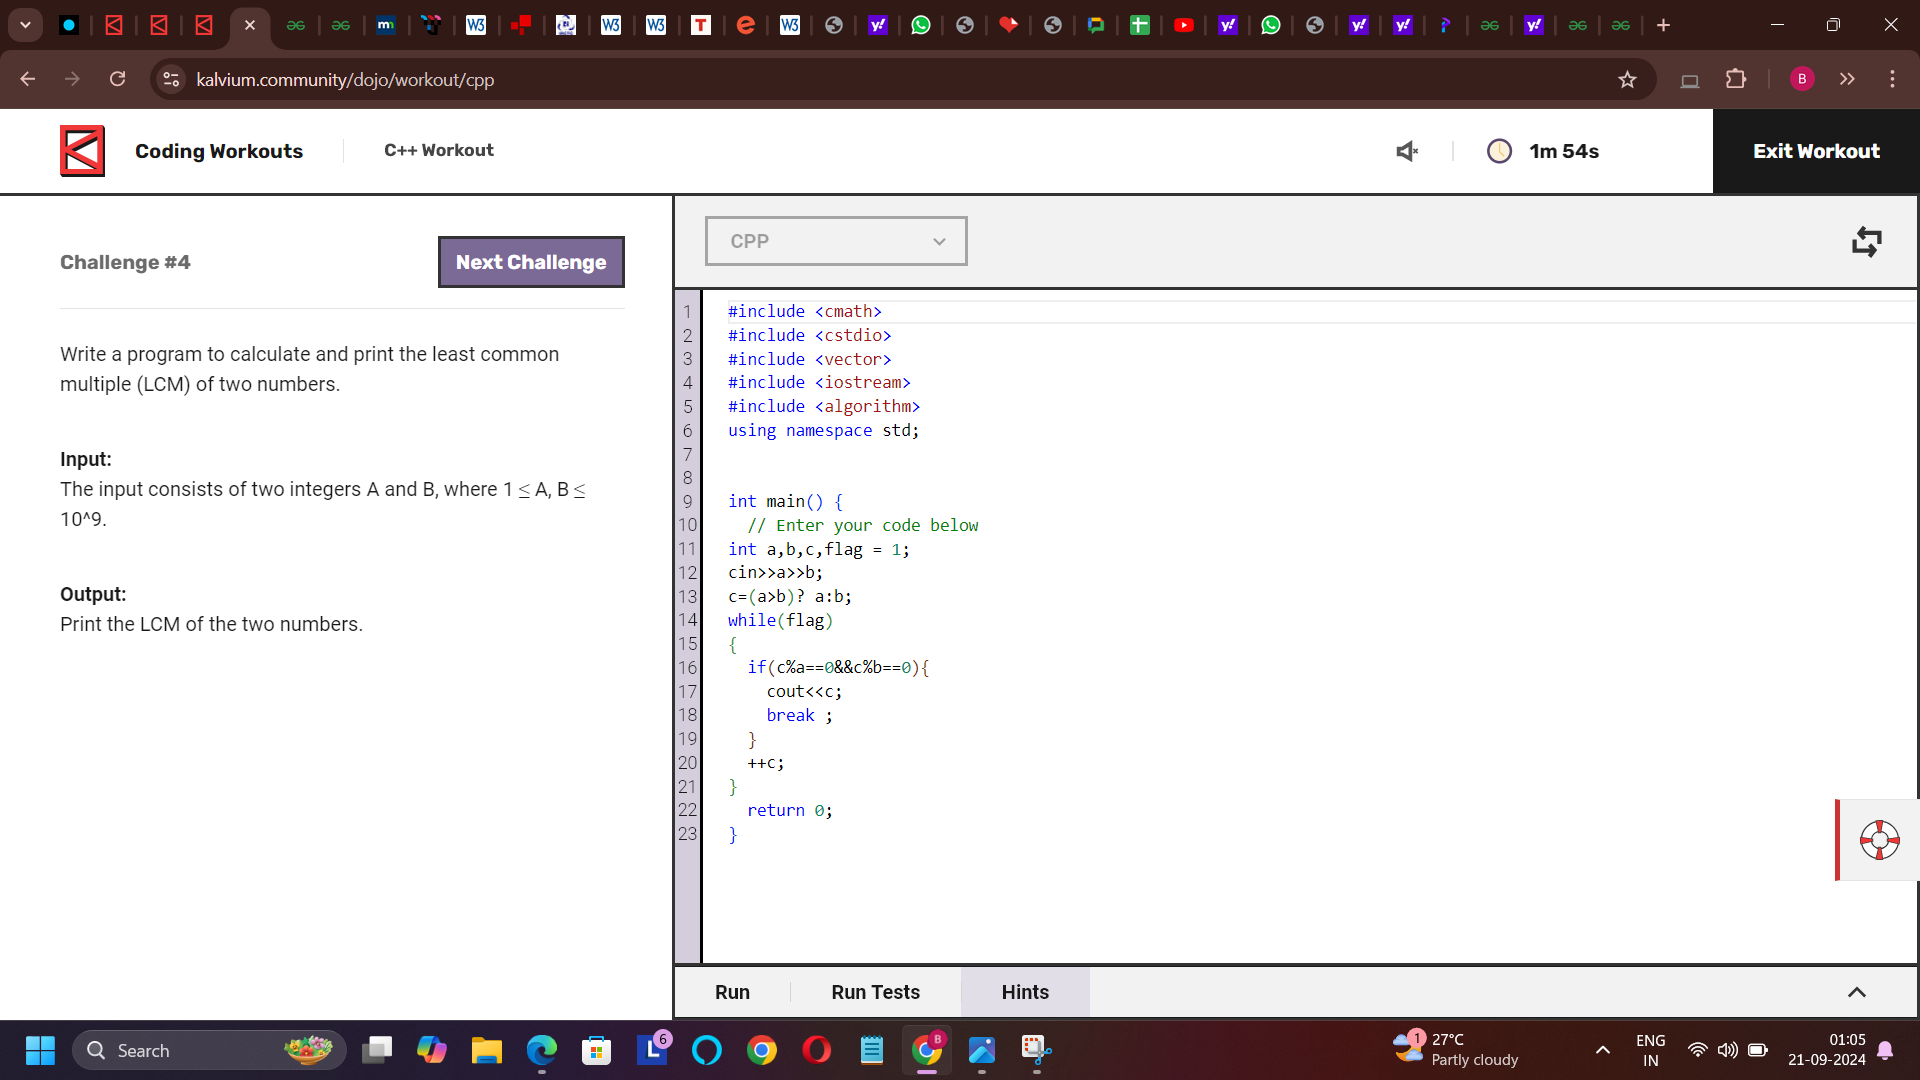 kalvium.community/dojo/workout/cpp
B
Coding Workouts
C++ Workout
1m 54s
Exit Workout
Challenge #4
Next Challenge
Write a program to calculate and print the least common
multiple (LCM) of two numbers.
Input:
The input consists of two integers A and B, where 1 ≤ A, B ≤
10^9.
Output:
Print the LCM of the two numbers.
CPP
1 #include <cmath>
2 #include <cstdio>
3 #include <vector>
4 #include <iostream>
5 #include <algorithm>
6 using namespace std;
7
8
9 int main() {
10 // Enter your code below
11 int a,b,c,flag = 1;
12 cin>>a>>b;
13 c=(a>b)? a:b;
14 while(flag)
15 {
16 if(c%a==0&&c%b==0){
17 cout<<c;
18 break ;
19 }
20 ++c;
21 }
22 return 0;
23 }
Run
Run Tests
Hints
Search
6
B
1
27°C
Partly cloudy
ENG
IN
01:05
21-09-2024